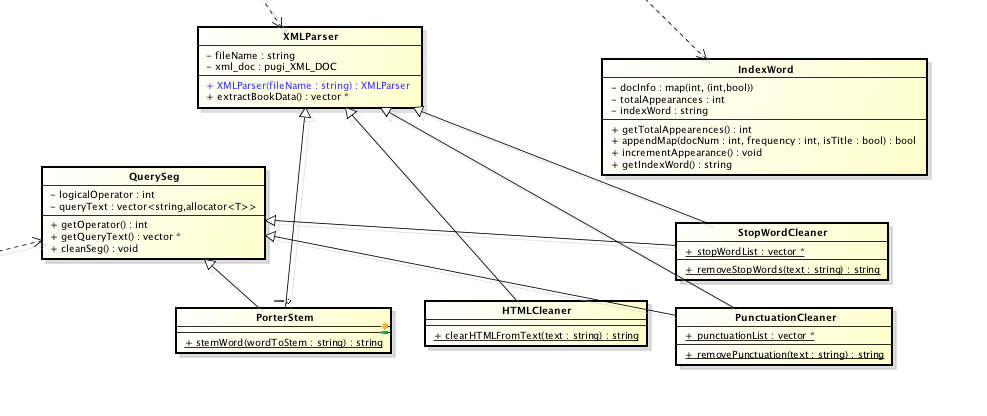 XMLParser
- fileName : string
- xml_doc : pugi_XML_DOC
+ XMLParser(fileName : string) : XMLParser
+ extractBookData() : vector *
IndexWord
- docInfo : map(int, (int,bool))
- totalAppearances : int
- indexWord : string
+ getTotalAppearences() : int
+ appendMap(docNum : int, frequency : int, isTitle : bool) : bool
+ incrementAppearance() : void
+ getIndexWord() : string
QuerySeg
- logicalOperator : int
- queryText : vector<string,allocator<T>>
+ getOperator() : int
+ getQueryText() : vector *
+ cleanSeg() : void
StopWordCleaner
+ stopWordList : vector *
+ removeStopWords(text : string) : string
PorterStem
+ stemWord(wordToStem : string) : string
HTMLCleaner
+ clearHTMLFromText(text : string) : string
PunctuationCleaner
+ punctuationList : vector *
+ removePunctuation(text : string) : string